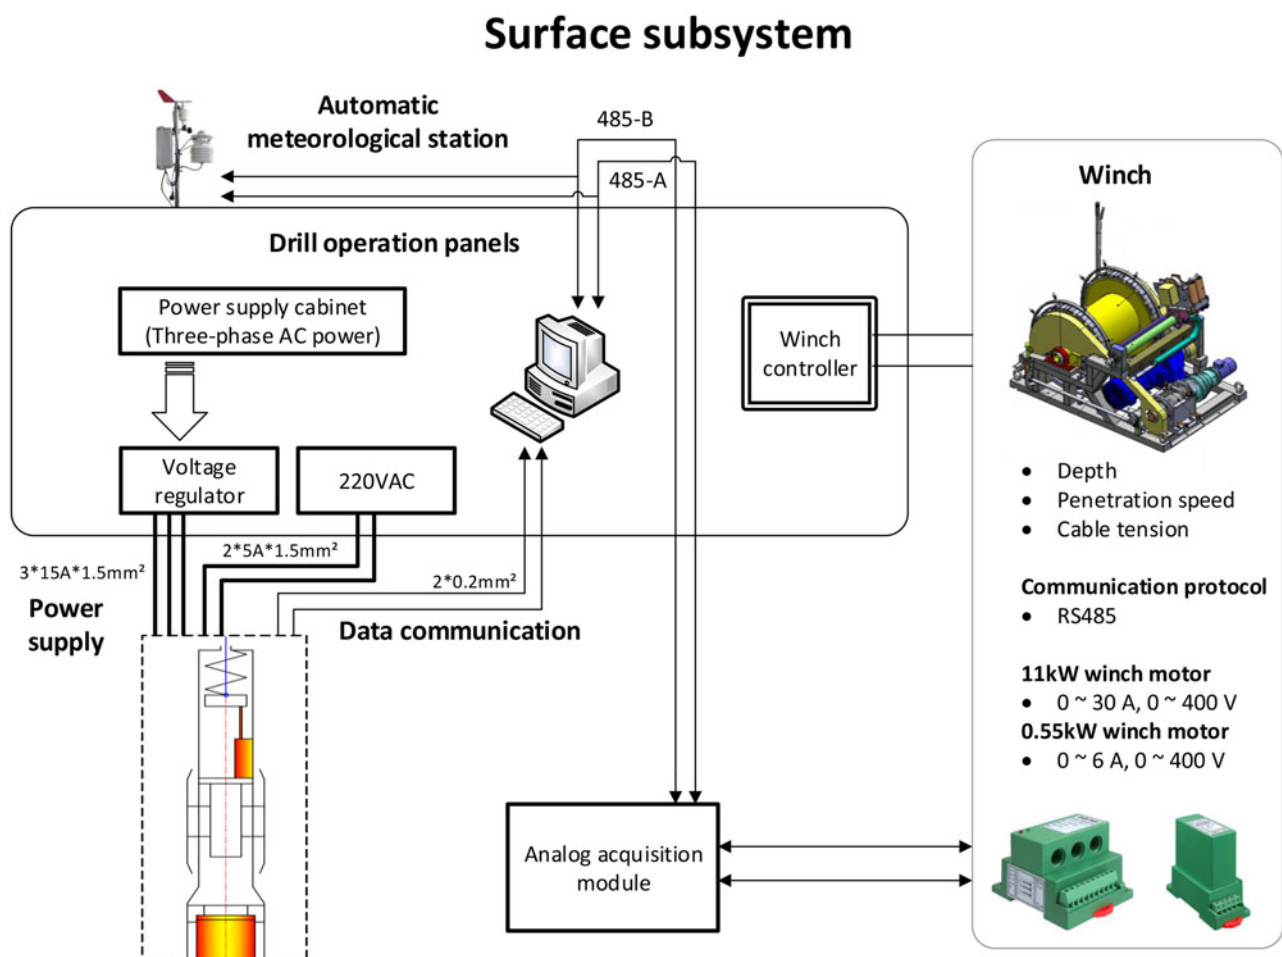 Surface subsystem
Automatic
meteorological station
485-B
485-A
Drill operation panels
Power supply cabinet
(Three-phase AC power)
Voltage
regulator
220VAC
Winch
controller
3*15A*1.5mm²
2*5A*1.5mm²
2*0.2mm²
Power
supply
Data communication
Analog acquisition
module
Winch
• Depth
• Penetration speed
• Cable tension
Communication protocol
• RS485
11kW winch motor
• 0 ~ 30 A, 0 ~ 400 V
0.55kW winch motor
• 0 ~ 6 A, 0 ~ 400 V